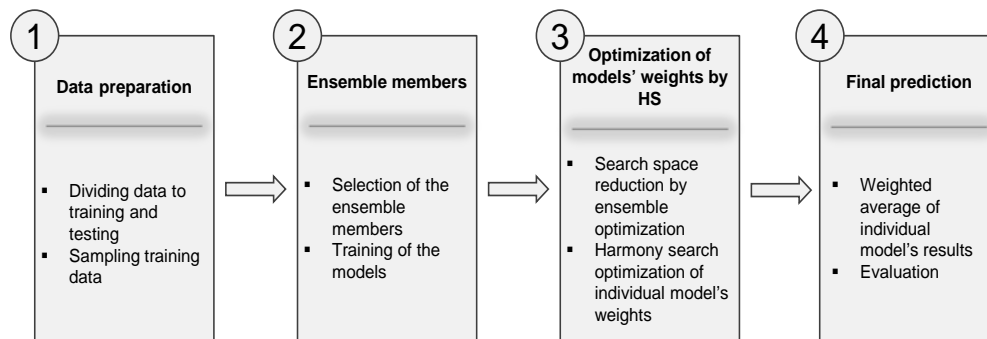 1
Data preparation
▪ Dividing data to
training and
testing
▪ Sampling training
data
2
Ensemble members
▪ Selection of the
ensemble
members
▪ Training of the
models
3
Optimization of
models' weights by
HS
▪ Search space
reduction by
ensemble
optimization
▪ Harmony search
optimization of
individual model's
weights
4
Final prediction
▪ Weighted
average of
individual
model's results
▪ Evaluation